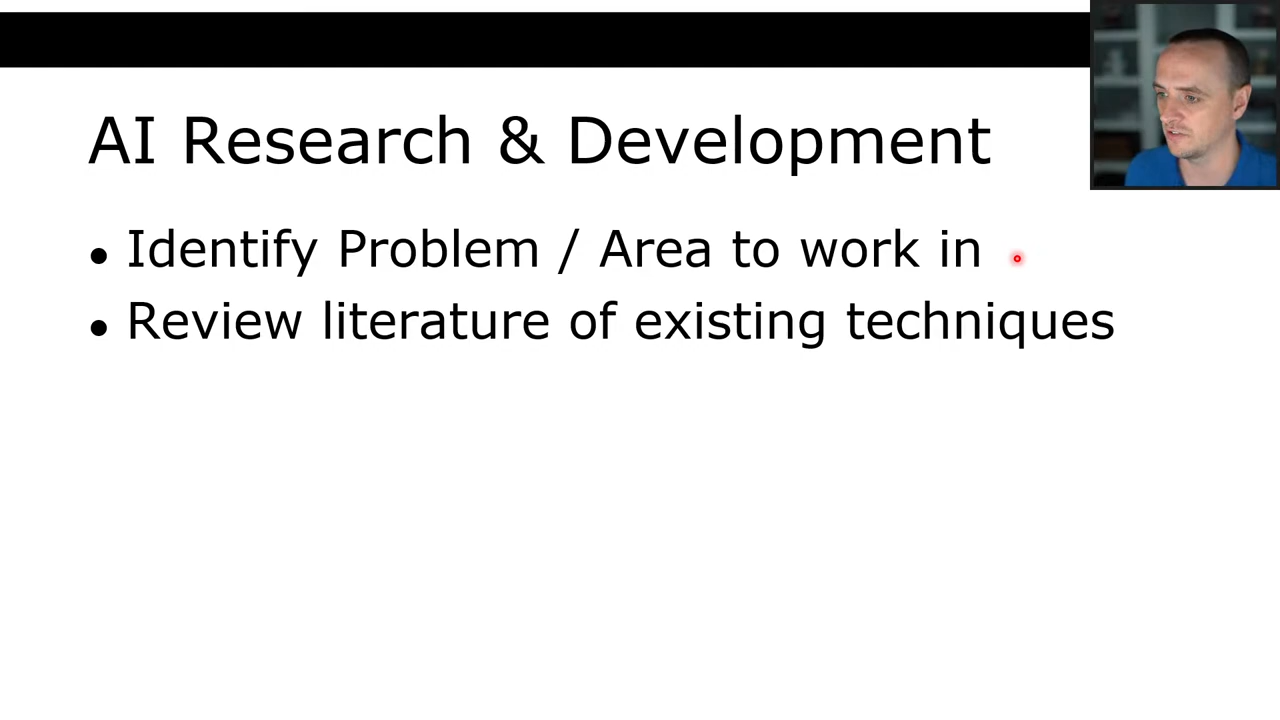 AI Research & Development
• Identify Problem / Area to work in
• Review literature of existing techniques